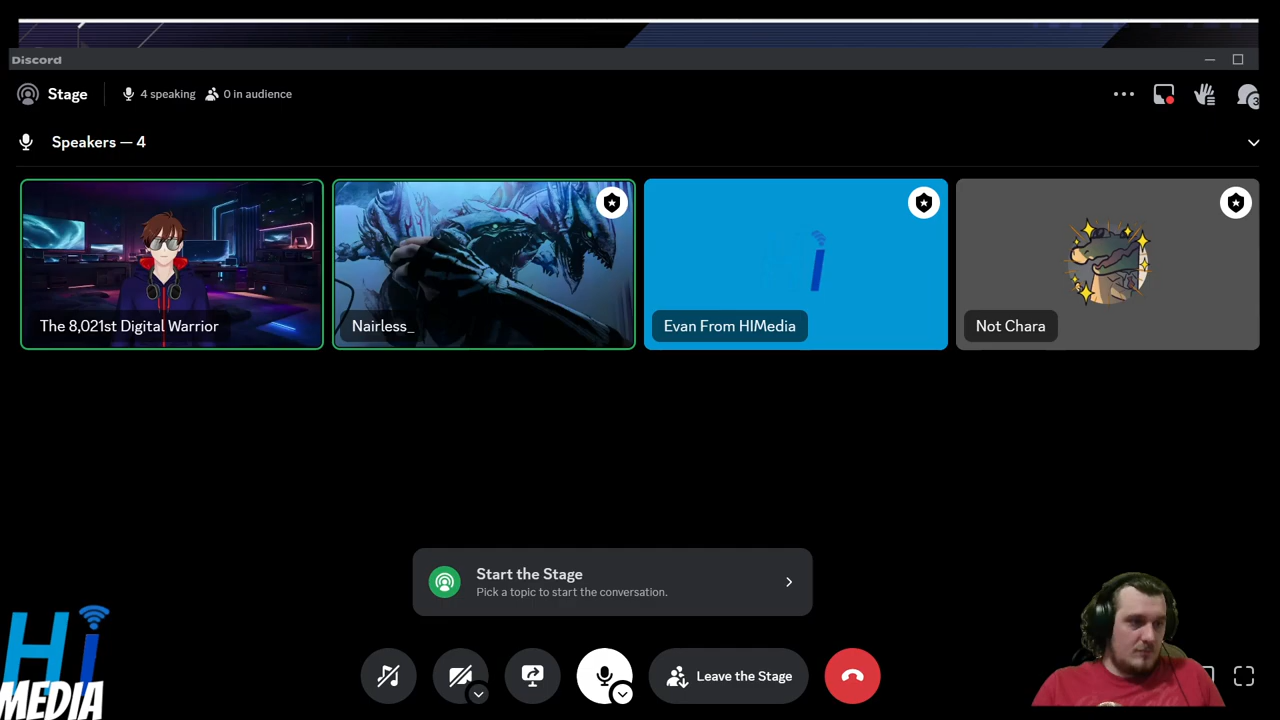 Discord
Stage
4 speaking
0 in audience
3
Speakers — 4
The 8,021st Digital Warrior
Nairless_
Evan From HIMedia
Not Chara
Start the Stage
Pick a topic to start the conversation.
Leave the Stage
Hi
MEDIA